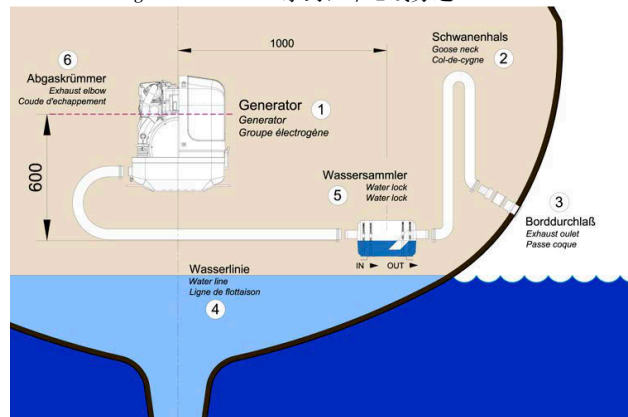 1000
6
Abgaskrümmer
Exhaust elbow
Coude d'echappement
Schwanenhals
Goose neck
Col-de-cygne
2
Generator
Generator
Groupe électrogène
1
600
Wassersammler
Water lock
Water lock
5
3
Borddurchlaß
Exhaust oulet
Passe coque
IN
OUT
Wasserlinie
Water line
Ligne de flottaison
4